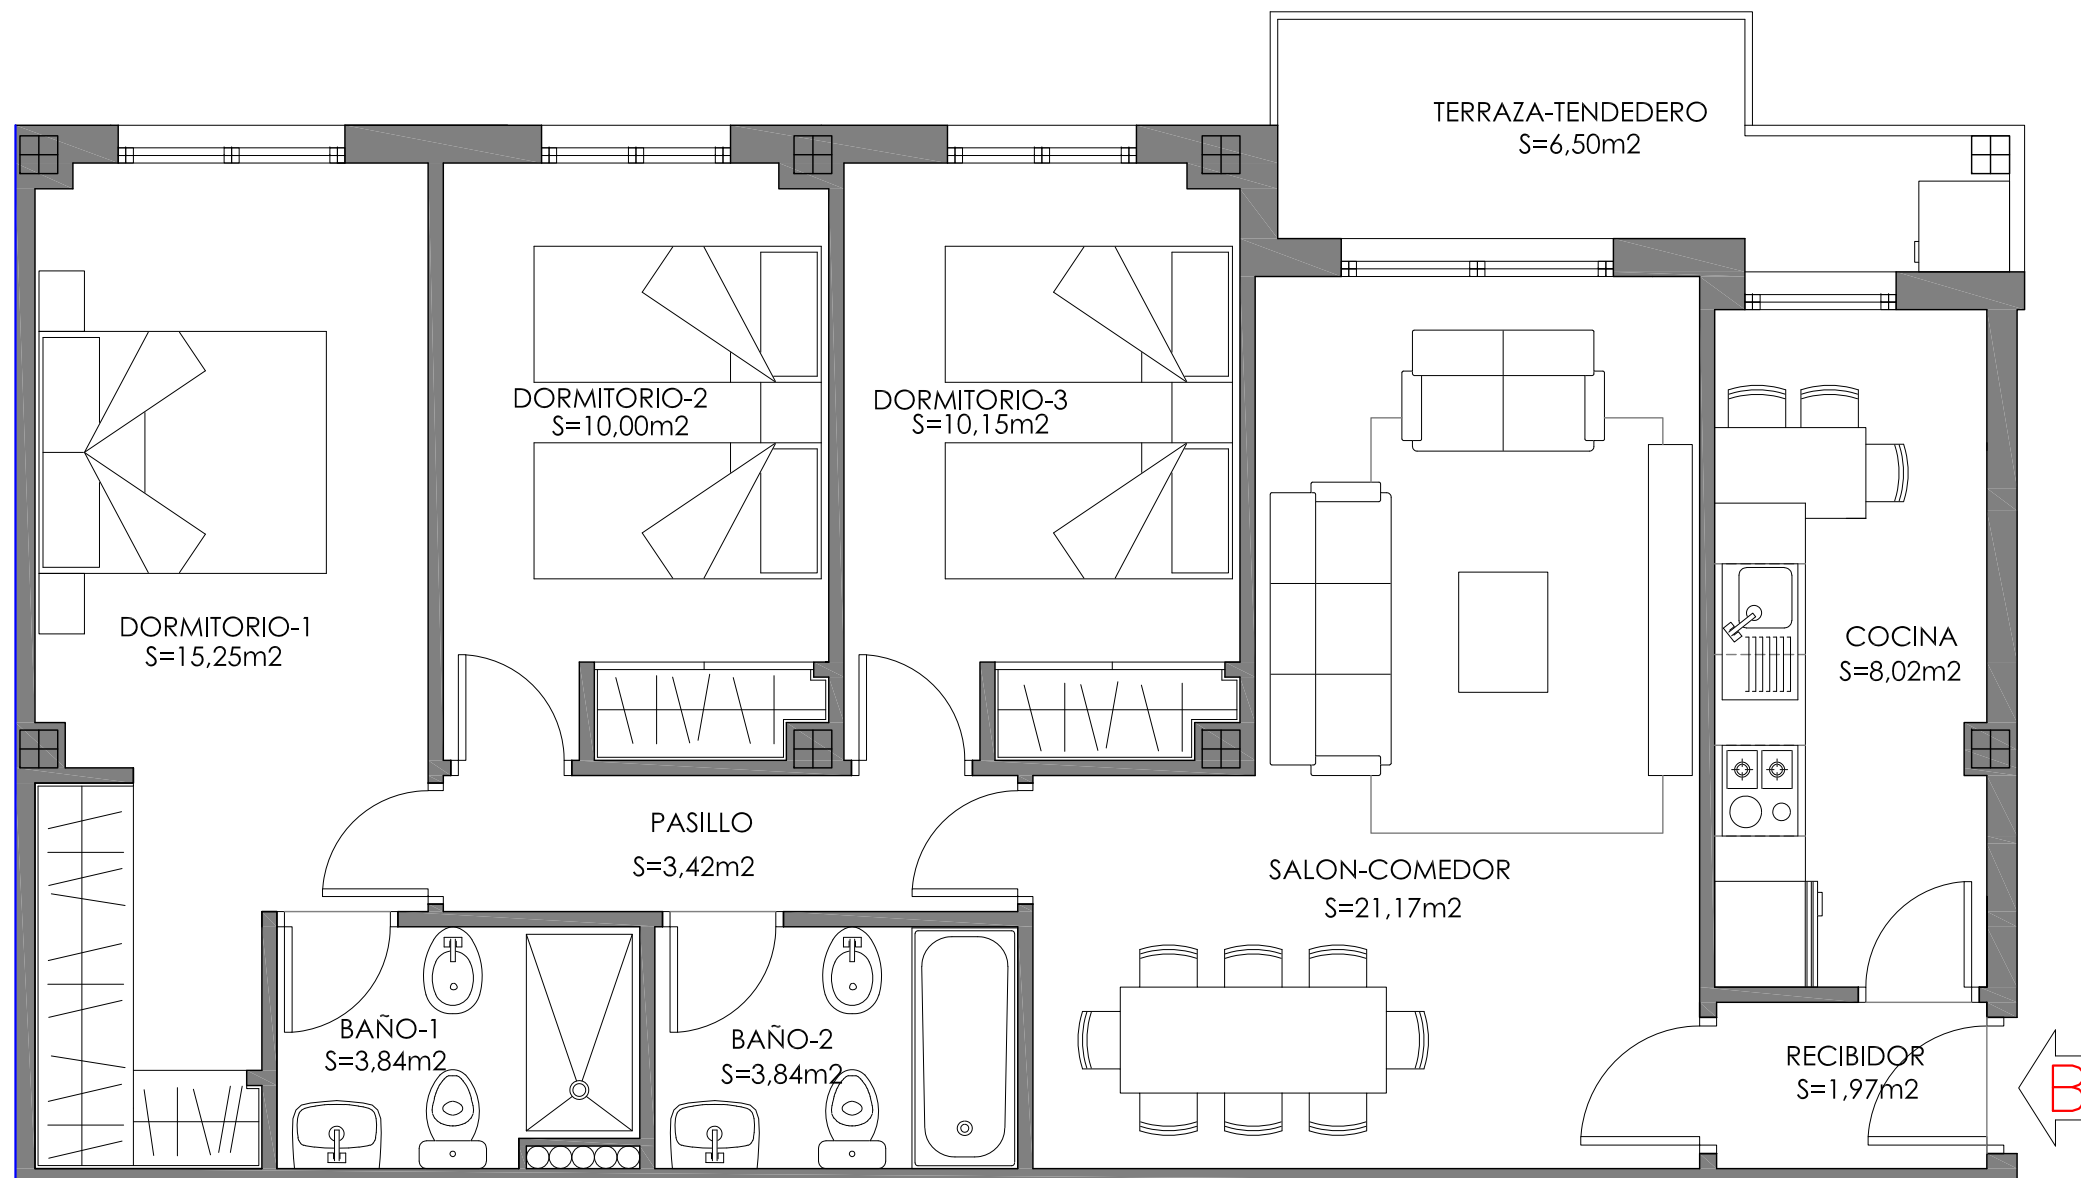 TERRAZA-TENDEDERO
S=6,50m2
DORMITORIO-2
S=10,00m2
DORMITORIO-3
S=10,15m2
DORMITORIO-1
S=15,25m2
COCINA
S=8,02m2
PASILLO
S=3,42m2
SALON-COMEDOR
S=21,17m2
BAÑO-1
S=3,84m2
BAÑO-2
S=3,84m2
RECIBIDOR
S=1,97m2
B